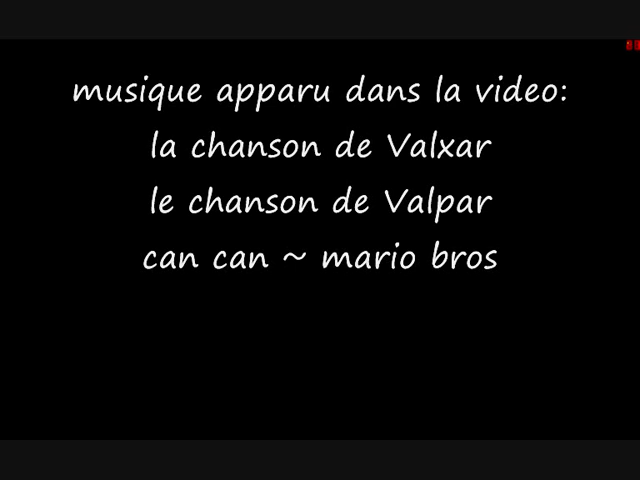 musique apparu dans la video:
la chanson de Valxar
le chanson de Valpar
can can ~ mario bros